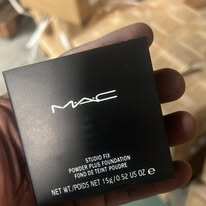 MAC
STUDIO FIX
POWDER PLUS FOUNDATION
FOND DE TEINT POUDRE
NET WT./POIDS NET 15g/0.52 US OZ e